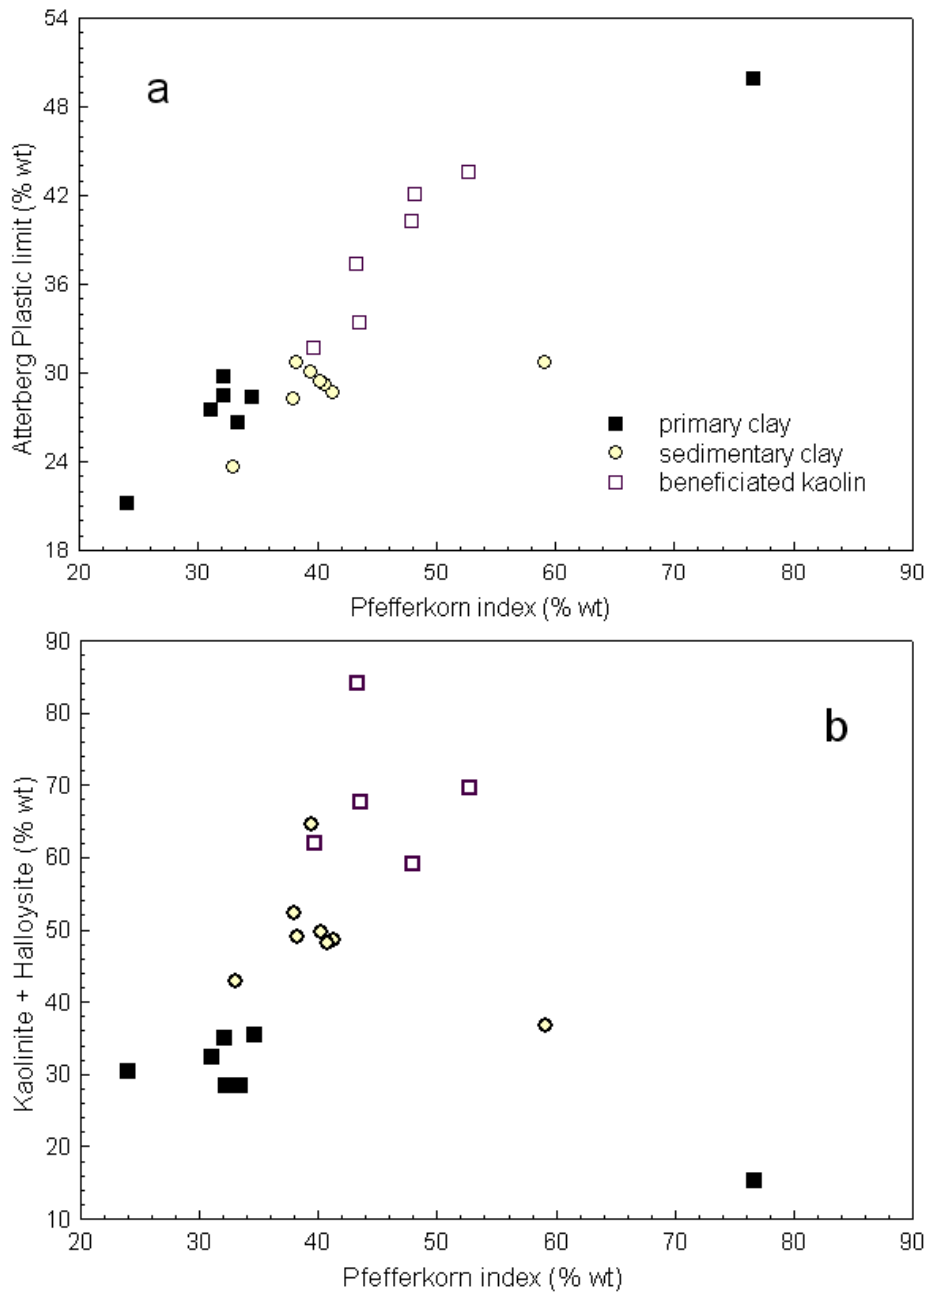 54
48
42
36
30
24
18
Atterberg Plastic limit (% wt)
a
primary clay
sedimentary clay
beneficiated kaolin
20 30 40 50 60 70 80 90
Pfefferkorn index (% wt)
90
80
70
60
50
40
30
20
10
Kaolinite + Halloysite (% wt)
b
20 30 40 50 60 70 80 90
Pfefferkorn index (% wt)